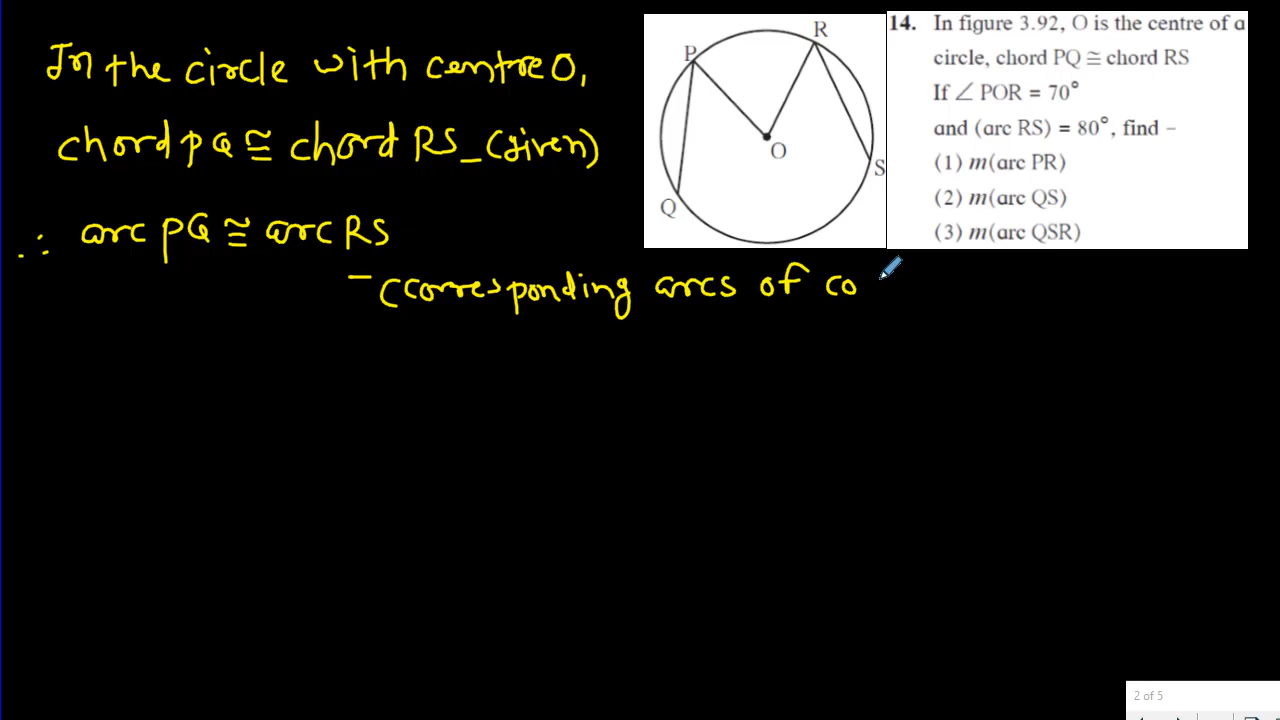 In the circle with centre O,
chord PQ ≅ chord RS _ (given)
∴ arc PQ ≅ arc RS
- (corresponding arcs of co
P
R
O
S
Q
14. In figure 3.92, O is the centre of a
circle, chord PQ ≅ chord RS
If ∠ POR = 70°
and (arc RS) = 80°, find –
(1) m(arc PR)
(2) m(arc QS)
(3) m(arc QSR)
2 of 5